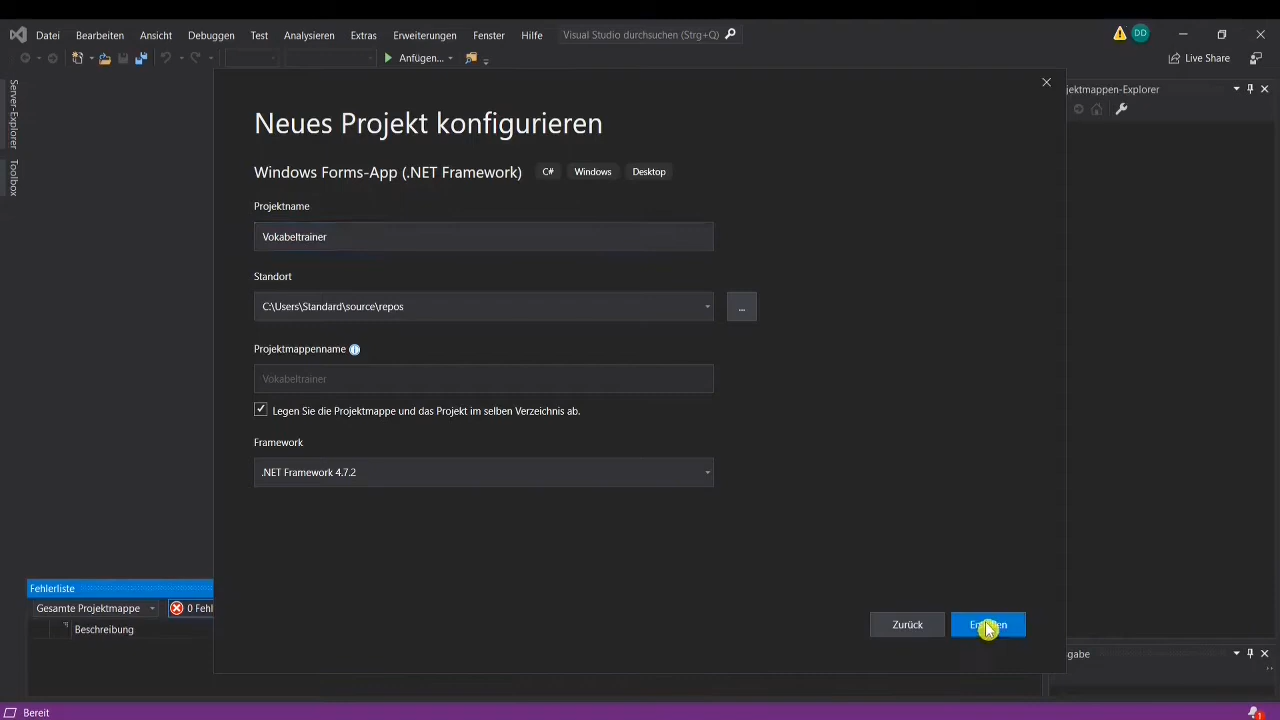 Datei Bearbeiten Ansicht Debuggen Test Analysieren Extras Erweiterungen Fenster Hilfe Visual Studio durchsuchen (Strg+Q) DD
Anfügen... Live Share
Server-Explorer
Toolbox
jektmappen-Explorer
Neues Projekt konfigurieren
Windows Forms-App (.NET Framework) C# Windows Desktop
Projektname
Vokabeltrainer
Standort
C:\Users\Standard\source\repos
...
Projektmappenname
Vokabeltrainer
Legen Sie die Projektmappe und das Projekt im selben Verzeichnis ab.
Framework
.NET Framework 4.7.2
Fehlerliste
Gesamte Projektmappe 0 Fehl
Beschreibung
Zurück
sgabe
Bereit 1